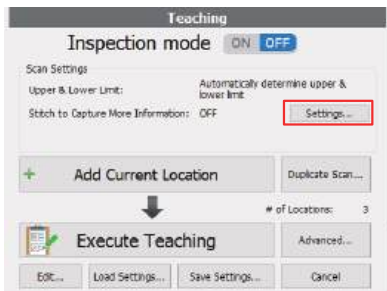 Teaching
Inspection mode ON OFF
Scan Settings
Upper & Lower Limit: Automatically determine upper &
lower limit
Stitch to Capture More Information: OFF Settings...
Add Current Location Duplicate Scan...
# of Locations: 3
Execute Teaching Advanced...
Edit... Load Settings... Save Settings... Cancel